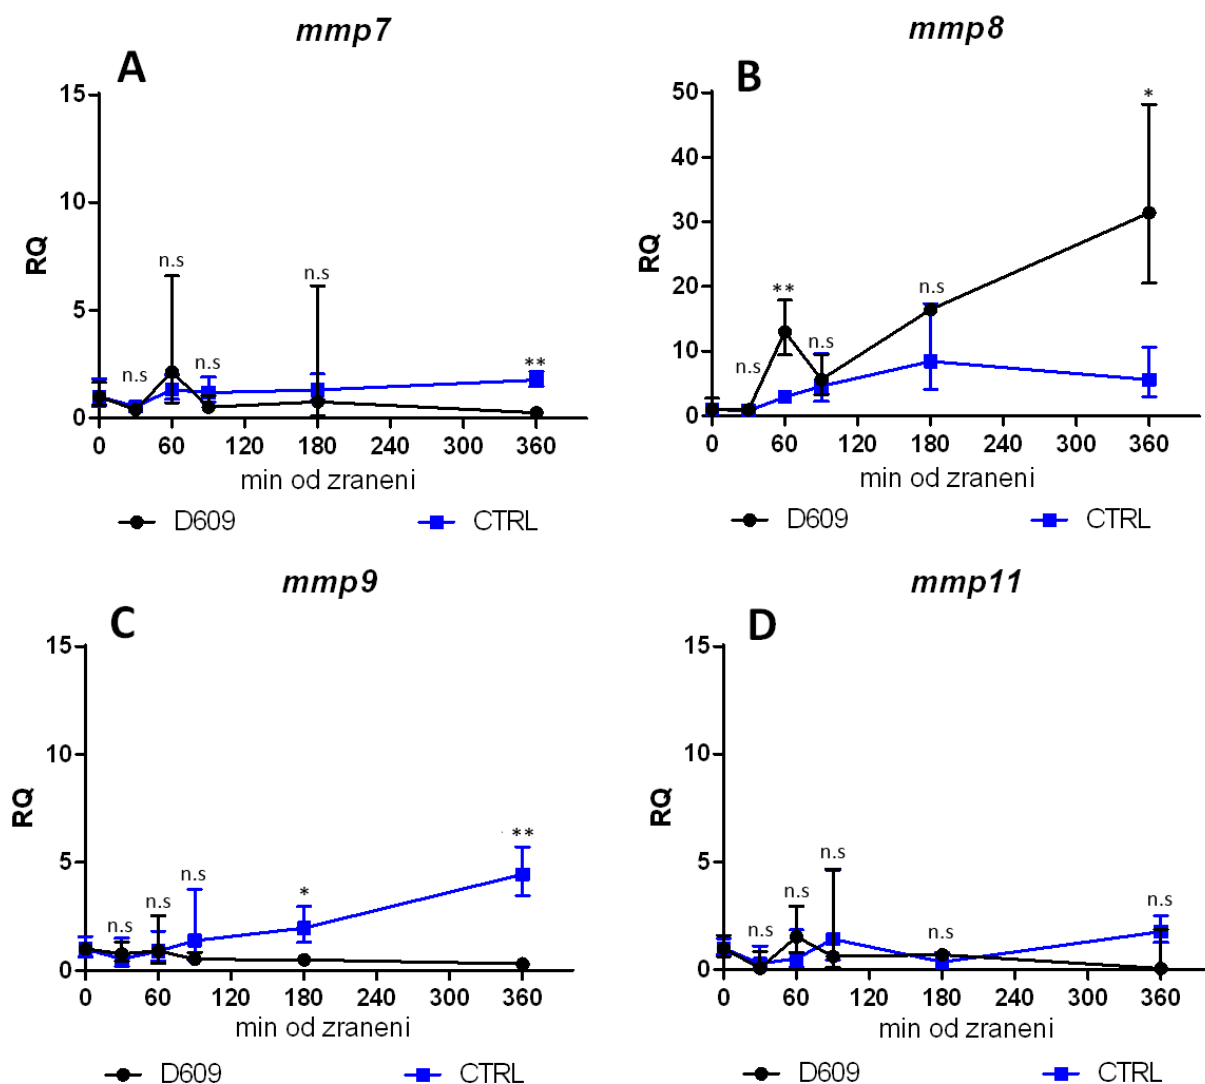 mmp7
A
15
10
5
0
RQ
n.s
n.s
n.s
n.s
**
0 60 120 180 240 300 360
min od zraneni
D609 CTRL
mmp8
B
50
40
30
20
10
0
RQ
n.s
**
n.s
n.s
*
0 60 120 180 240 300 360
min od zraneni
D609 CTRL
mmp9
C
15
10
5
0
RQ
n.s
n.s
n.s
*
**
0 60 120 180 240 300 360
min od zraneni
D609 CTRL
mmp11
D
15
10
5
0
RQ
n.s
n.s
n.s
n.s
n.s
0 60 120 180 240 300 360
min od zraneni
D609 CTRL